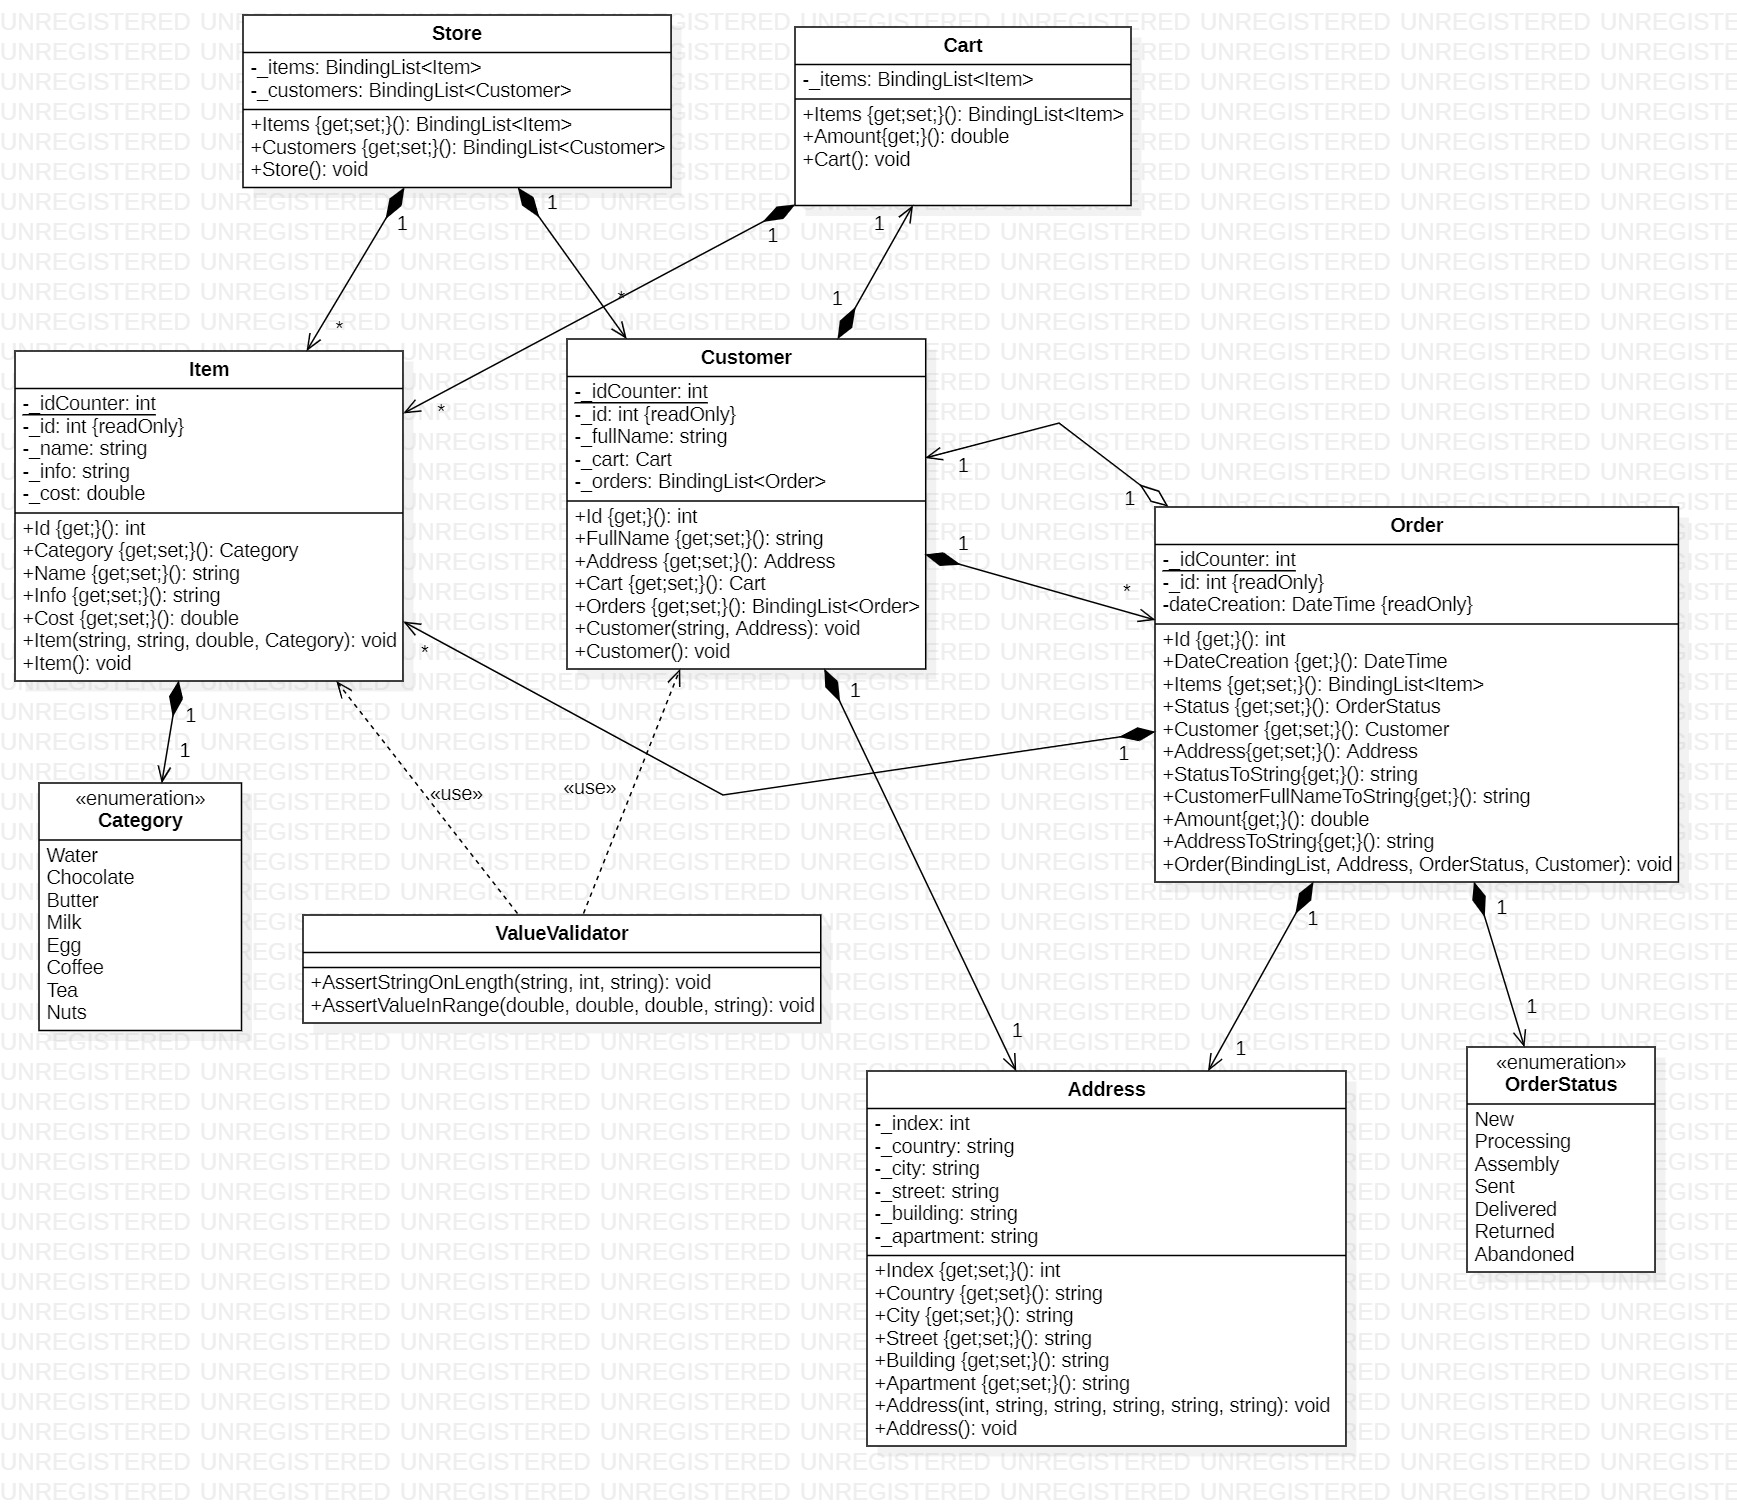 Store
-_items: BindingList<Item>
-_customers: BindingList<Customer>
+Items {get;set;}(): BindingList<Item>
+Customers {get;set;}(): BindingList<Customer>
+Store(): void
Cart
-_items: BindingList<Item>
+Items {get;set;}(): BindingList<Item>
+Amount{get;}(): double
+Cart(): void
1
1
1
1
*
*
1
*
Item
-_idCounter: int
-_id: int {readOnly}
-_name: string
-_info: string
-_cost: double
+Id {get;}(): int
+Category {get;set;}(): Category
+Name {get;set;}(): string
+Info {get;set;}(): string
+Cost {get;set;}(): double
+Item(string, string, double, Category): void
+Item(): void
Customer
-_idCounter: int
-_id: int {readOnly}
-_fullName: string
-_cart: Cart
-_orders: BindingList<Order>
+Id {get;}(): int
+FullName {get;set;}(): string
+Address {get;set;}(): Address
+Cart {get;set;}(): Cart
+Orders {get;set;}(): BindingList<Order>
+Customer(string, Address): void
+Customer(): void
1
1
1
*
*
1
Order
-_idCounter: int
-_id: int {readOnly}
-dateCreation: DateTime {readOnly}
+Id {get;}(): int
+DateCreation {get;}(): DateTime
+Items {get;set;}(): BindingList<Item>
+Status {get;set;}(): OrderStatus
+Customer {get;set;}(): Customer
+Address{get;set;}(): Address
+StatusToString{get;}(): string
+CustomerFullNameToString{get;}(): string
+Amount{get;}(): double
+AddressToString{get;}(): string
+Order(BindingList, Address, OrderStatus, Customer): void
1
1
1
«use»
«use»
«enumeration»
Category
Water
Chocolate
Butter
Milk
Egg
Coffee
Tea
Nuts
ValueValidator
+AssertStringOnLength(string, int, string): void
+AssertValueInRange(double, double, double, string): void
1
1
1
1
1
Address
-_index: int
-_country: string
-_city: string
-_street: string
-_building: string
-_apartment: string
+Index {get;set;}(): int
+Country {get;set}(): string
+City {get;set;}(): string
+Street {get;set;}(): string
+Building {get;set;}(): string
+Apartment {get;set;}(): string
+Address(int, string, string, string, string, string): void
+Address(): void
«enumeration»
OrderStatus
New
Processing
Assembly
Sent
Delivered
Returned
Abandoned
UNREGISTERED